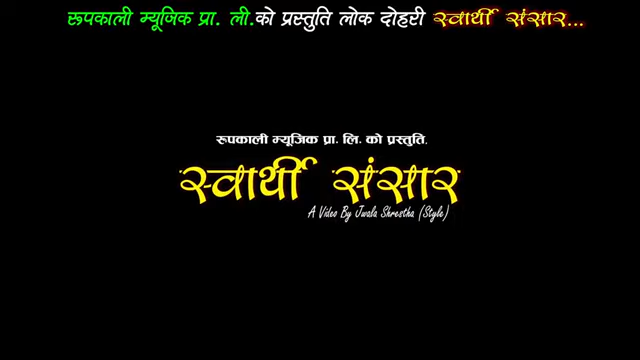 रूपकाली म्यूजिक प्रा. ली.को प्रस्तुति लोक दोहरी स्वार्थी संसार...
रूपकाली म्यूजिक प्रा. लि. को प्रस्तुति.
स्वार्थी संसार
A Video By Jwala Shrestha (Style)